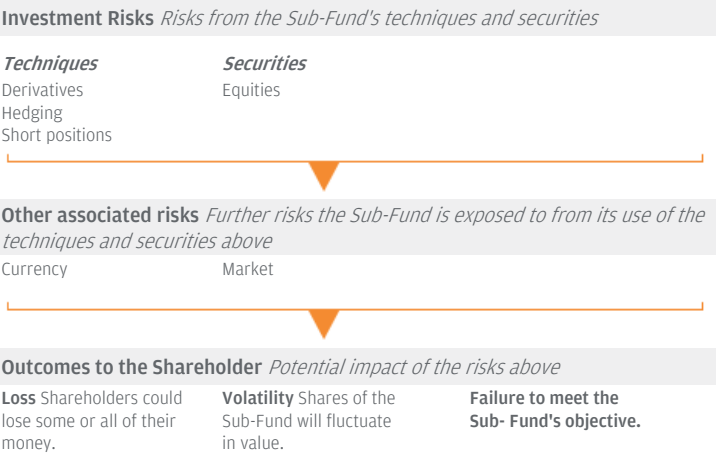 Investment Risks Risks from the Sub-Fund's techniques and securities
Techniques Securities
Derivatives Equities
Hedging
Short positions
Other associated risks Further risks the Sub-Fund is exposed to from its use of the
techniques and securities above
Currency Market
Outcomes to the Shareholder Potential impact of the risks above
Loss Shareholders could Volatility Shares of the Failure to meet the
lose some or all of their Sub-Fund will fluctuate Sub- Fund's objective.
money. in value.